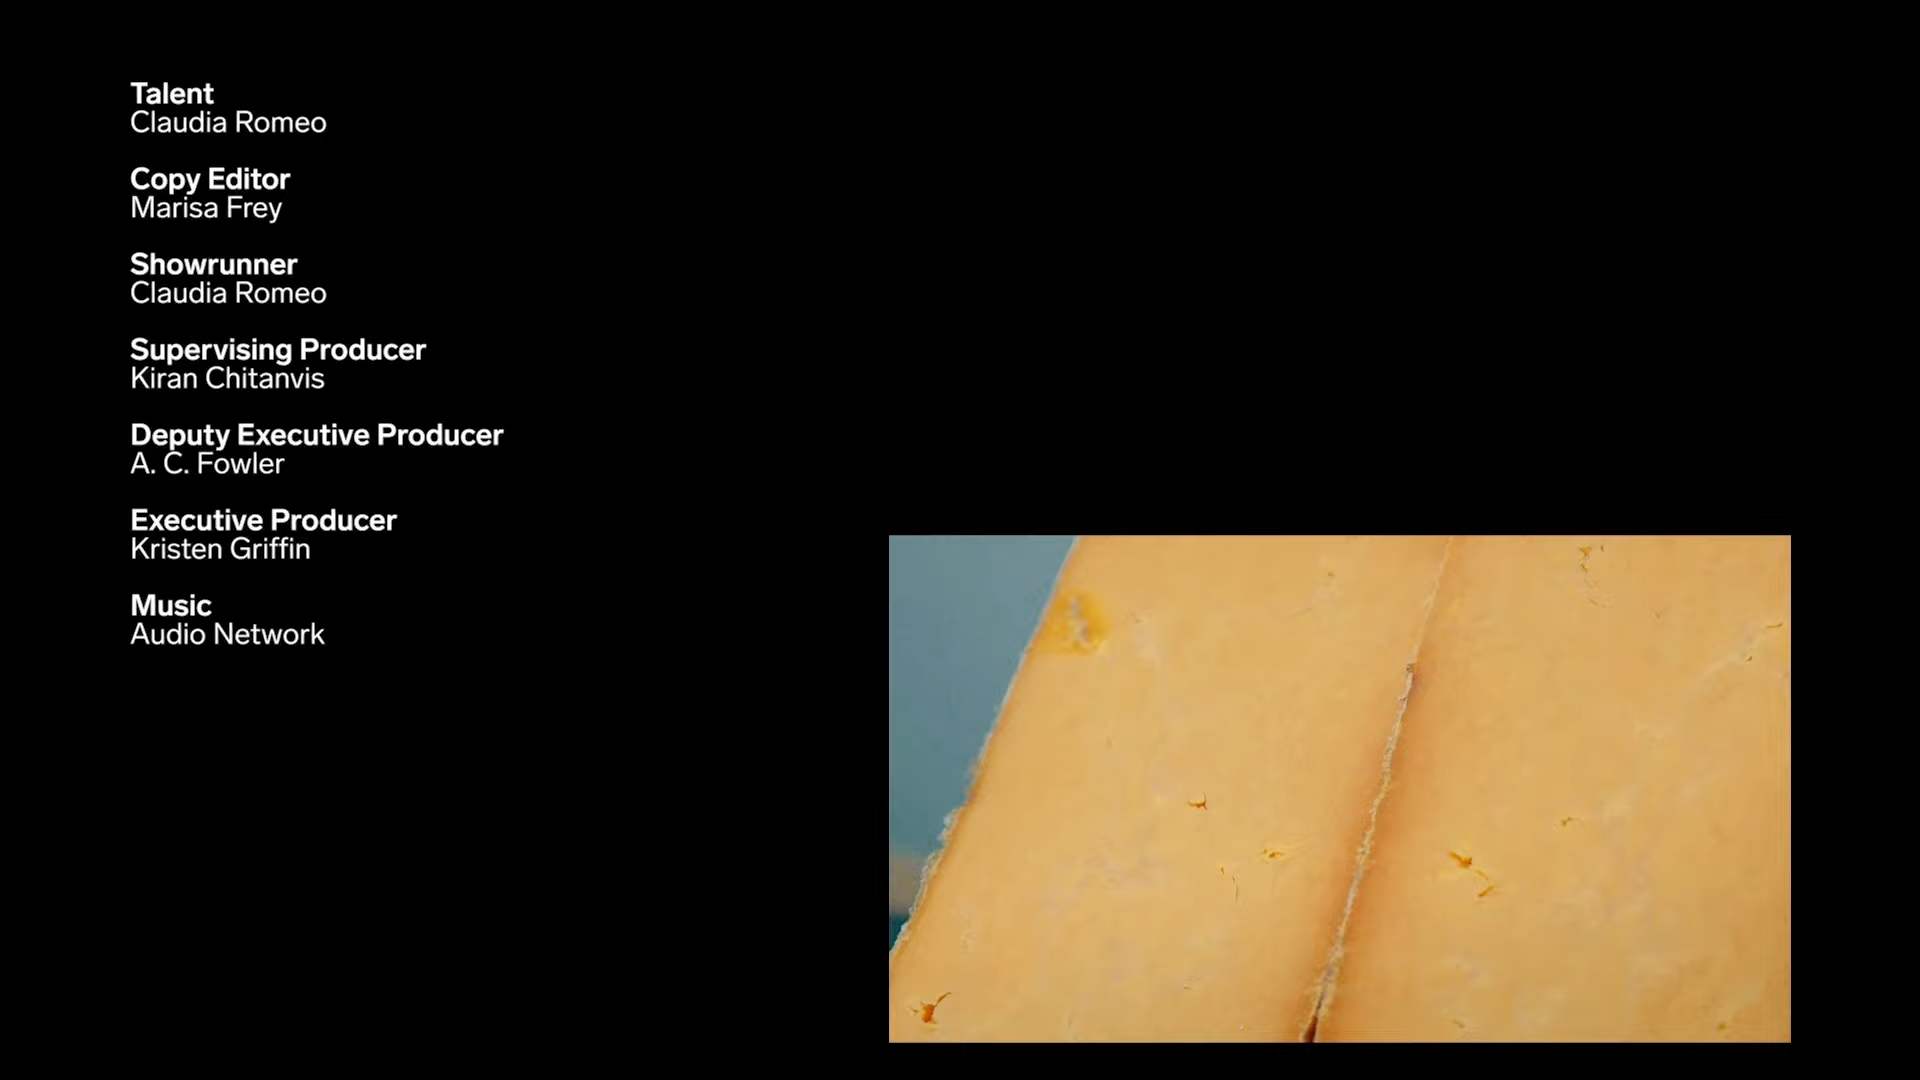 Talent
Claudia Romeo
Copy Editor
Marisa Frey
Showrunner
Claudia Romeo
Supervising Producer
Kiran Chitanvis
Deputy Executive Producer
A. C. Fowler
Executive Producer
Kristen Griffin
Music
Audio Network